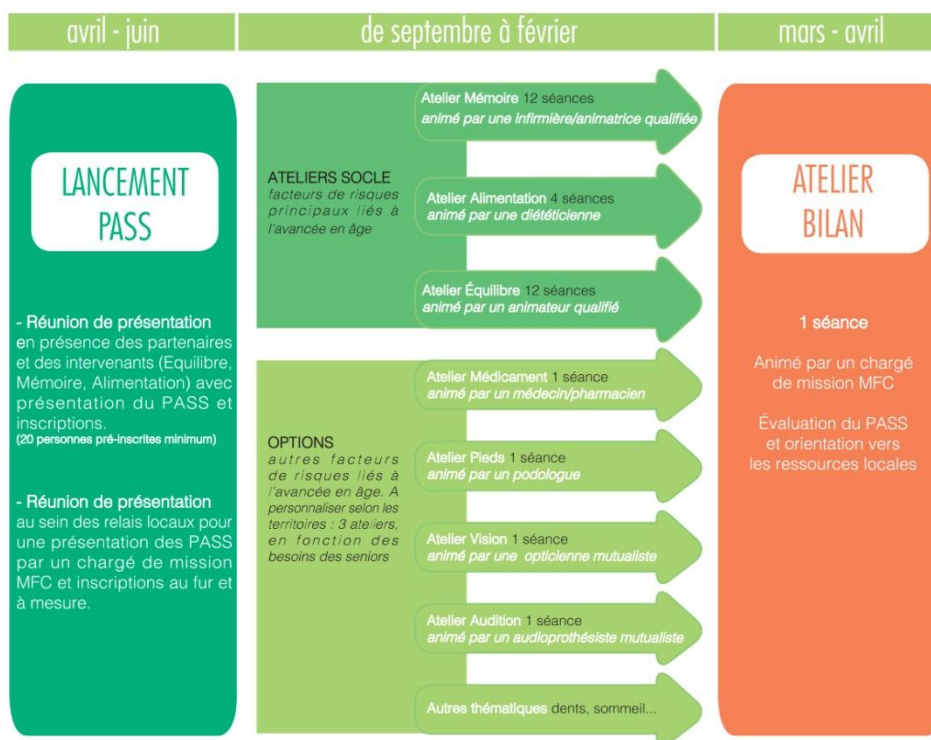 avril - juin
de septembre à février
mars - avril
LANCEMENT
PASS
- Réunion de présentation
en présence des partenaires
et des intervenants (Equilibre,
Mémoire, Alimentation) avec
présentation du PASS et
inscriptions.
(20 personnes pré-inscrites minimum)
- Réunion de présentation
au sein des relais locaux pour
une présentation des PASS
par un chargé de mission
MFC et inscriptions au fur et
à mesure.
ATELIERS SOCLE
facteurs de risques
principaux liés à
l'avancée en âge
Atelier Mémoire 12 séances
animé par une infirmière/animatrice qualifiée
Atelier Alimentation 4 séances
animé par une diététicienne
Atelier Équilibre 12 séances
animé par un animateur qualifié
OPTIONS
autres facteurs
de risques liés à
l'avancée en âge. A
personnaliser selon les
territoires : 3 ateliers,
en fonction des
besoins des seniors
Atelier Médicament 1 séance
animé par un médecin/pharmacien
Atelier Pieds 1 séance
animé par un podologue
Atelier Vision 1 séance
animé par une opticienne mutualiste
Atelier Audition 1 séance
animé par un audioprothésiste mutualiste
Autres thématiques dents, sommeil...
ATELIER
BILAN
1 séance
Animé par un chargé
de mission MFC
Évaluation du PASS
et orientation vers
les ressources locales